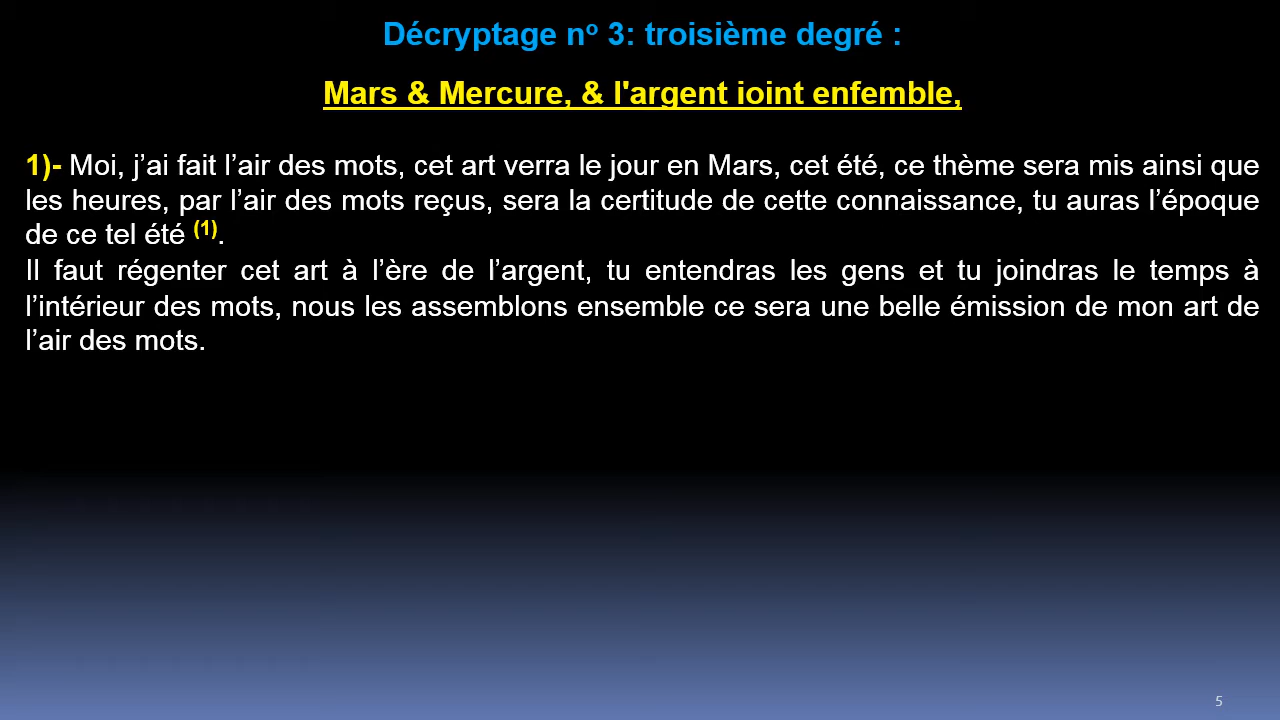 Décryptage nº 3: troisième degré :
Mars & Mercure, & l'argent ioint enfemble,
1)- Moi, j’ai fait l’air des mots, cet art verra le jour en Mars, cet été, ce thème sera mis ainsi que
les heures, par l’air des mots reçus, sera la certitude de cette connaissance, tu auras l’époque
de ce tel été (1).
Il faut régenter cet art à l’ère de l’argent, tu entendras les gens et tu joindras le temps à
l’intérieur des mots, nous les assemblons ensemble ce sera une belle émission de mon art de
l’air des mots.
5